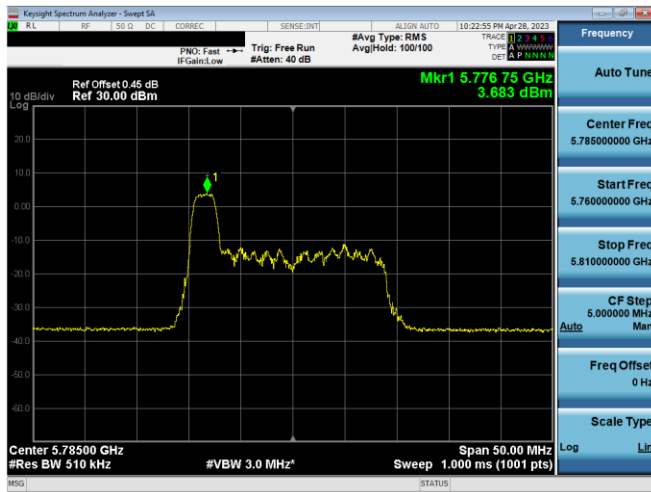 Keysight Spectrum Analyzer - Swept SA
RL RF 50 Ω DC CORREC SENSE:INT ALIGN AUTO 10:22:55 PM Apr 28, 2023
#Avg Type: RMS TRACE 1 2 3 4 5 6
PNO: Fast Trig: Free Run Avg|Hold: 100/100 TYPE A WWWWW
IFGain:Low #Atten: 40 dB DET A P N N N N
Mkr1 5.776 75 GHz
3.683 dBm
Ref Offset 0.45 dB
10 dB/div Ref 30.00 dBm
Log
20.0
10.0
1
0.00
-10.0
-20.0
-30.0
-40.0
-50.0
-60.0
Center 5.78500 GHz Span 50.00 MHz
#Res BW 510 kHz #VBW 3.0 MHz* Sweep 1.000 ms (1001 pts)
MSG STATUS
Frequency
Auto Tune
Center Freq
5.785000000 GHz
Start Freq
5.760000000 GHz
Stop Freq
5.810000000 GHz
CF Step
5.000000 MHz
Auto Man
Freq Offset
0 Hz
Scale Type
Log Lin